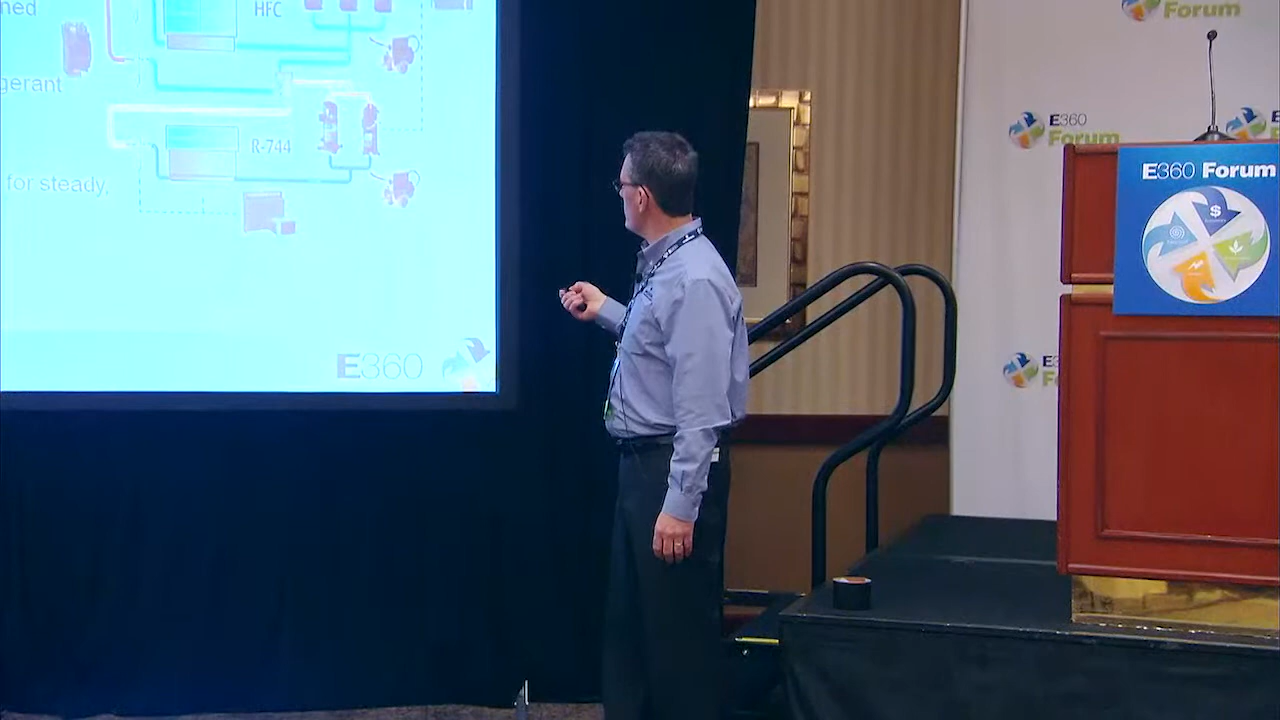 ned
HFC
gerant
R-744
for steady,
E360
Forum
E360
Forum
E360 Forum
$
E360